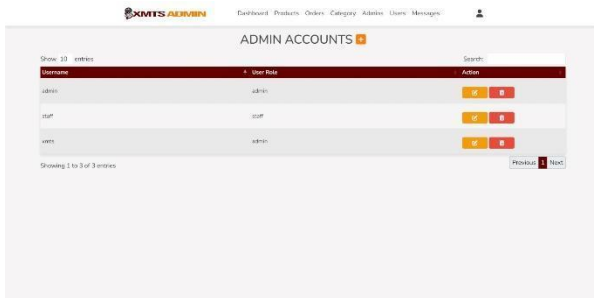 XMTS ADMIN
Dashboard Products Orders Category Admins Users Messages
ADMIN ACCOUNTS
Show 10 entries
Search:
Username User Role Action
admin admin
staff staff
xmts admin
Showing 1 to 3 of 3 entries
Previous 1 Next